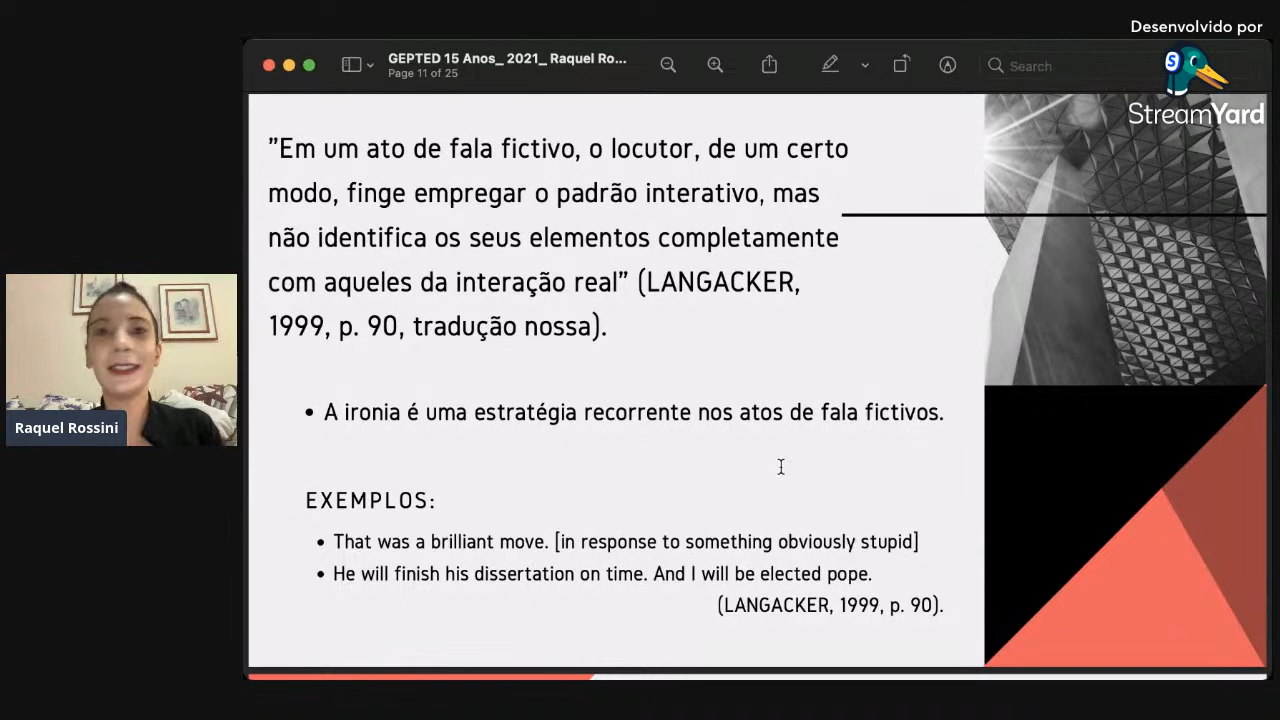 Desenvolvido por
StreamYard
GEPTED 15 Anos_ 2021_ Raquel Ro...
Page 11 of 25
Search
”Em um ato de fala fictivo, o locutor, de um certo
modo, finge empregar o padrão interativo, mas
não identifica os seus elementos completamente
com aqueles da interação real” (LANGACKER,
1999, p. 90, tradução nossa).
• A ironia é uma estratégia recorrente nos atos de fala fictivos.
EXEMPLOS:
• That was a brilliant move. [in response to something obviously stupid]
• He will finish his dissertation on time. And I will be elected pope.
(LANGACKER, 1999, p. 90).
Raquel Rossini